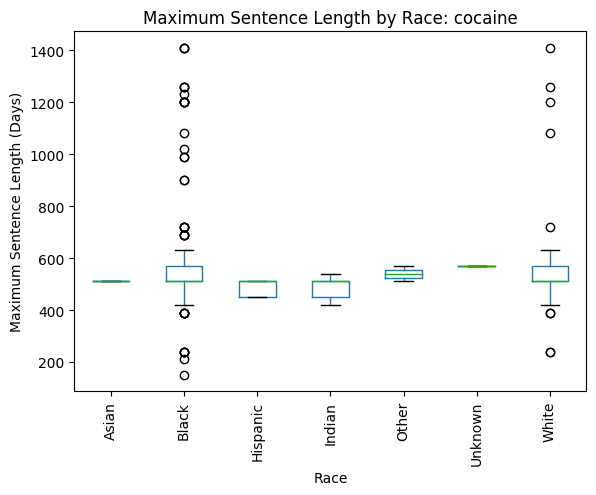 Maximum Sentence Length by Race: cocaine
Maximum Sentence Length (Days)
1400
1200
1000
800
600
400
200
Asian
Black
Hispanic
Indian
Other
Unknown
White
Race